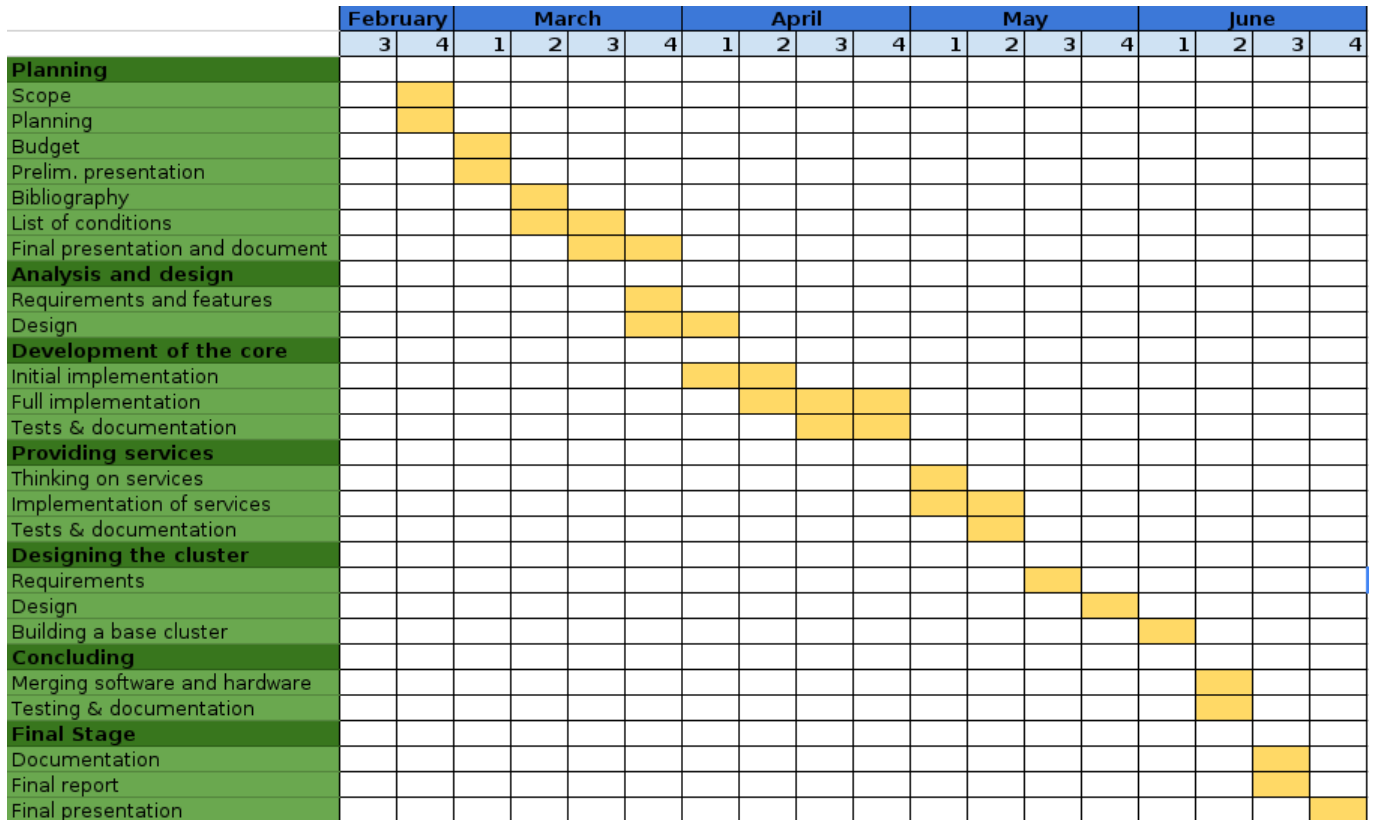 February March April May June
3 4 1 2 3 4 1 2 3 4 1 2 3 4 1 2 3 4
Planning
Scope
Planning
Budget
Prelim. presentation
Bibliography
List of conditions
Final presentation and document
Analysis and design
Requirements and features
Design
Development of the core
Initial implementation
Full implementation
Tests & documentation
Providing services
Thinking on services
Implementation of services
Tests & documentation
Designing the cluster
Requirements
Design
Building a base cluster
Concluding
Merging software and hardware
Testing & documentation
Final Stage
Documentation
Final report
Final presentation